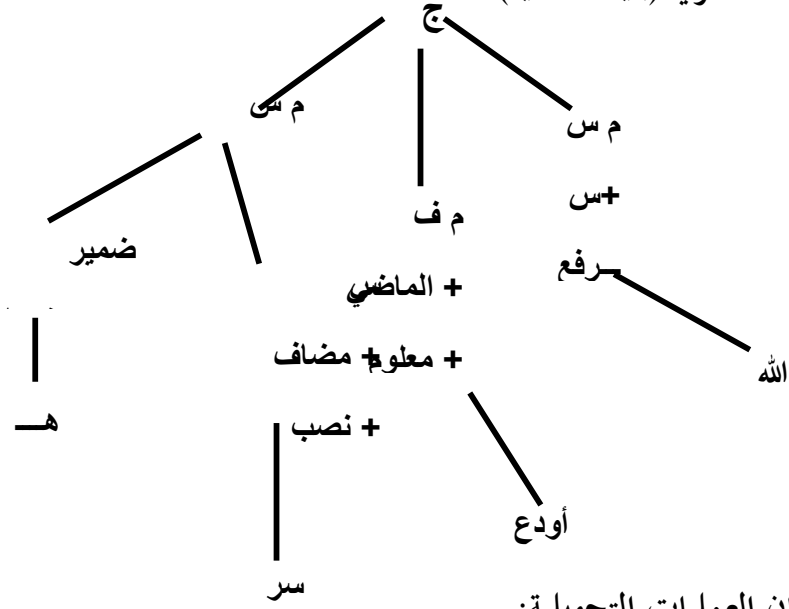 ج
م س
م س
+س
م ف
رفع
ضمير
+ الماضي
س
الله
+ معلوم
+ مضاف
+ نصب
هـ
أودع
سر